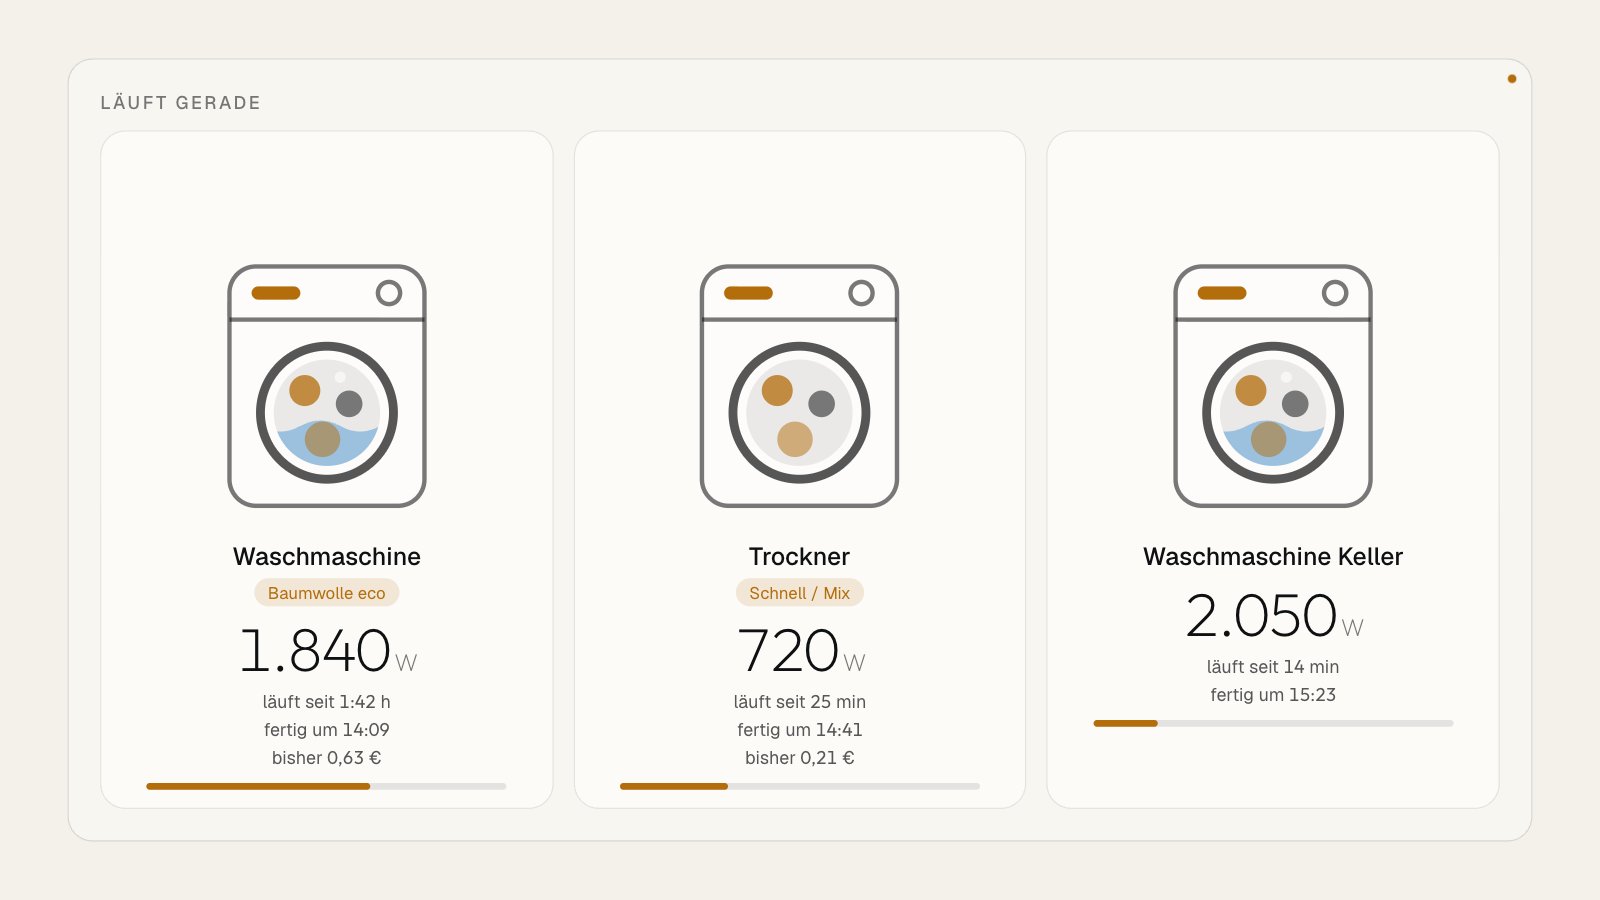 LÄUFT GERADE
Waschmaschine
Baumwolle eco
1.840 W
läuft seit 1:42 h
fertig um 14:09
bisher 0,63 €
Trockner
Schnell / Mix
720 W
läuft seit 25 min
fertig um 14:41
bisher 0,21 €
Waschmaschine Keller
2.050 W
läuft seit 14 min
fertig um 15:23